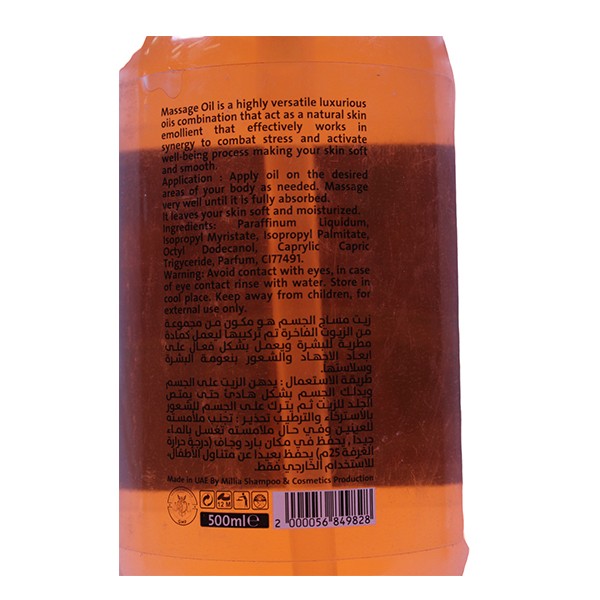 Massage Oil is a highly versatile luxurious
oils combination that act as a natural skin
emollient that effectively works in
synergy to combat stress and activate
well-being process making your skin soft
and smooth.
Application : Apply oil on the desired
areas of your body as needed. Massage
very well until it is fully absorbed.
It leaves your skin soft and moisturized.
Ingredients: Paraffinum Liquidum,
Isopropyl Myristate, Isopropyl Palmitate,
Octyl Dodecanol, Caprylic Capric
Trigyceride, Parfum, CI77491.
Warning: Avoid contact with eyes, in case
of eye contact rinse with water. Store in
cool place. Keep away from children, for
external use only.
زيت مساج الجسم هو مكون من مجموعة
من الزيوت الفاخرة تم تركيبها ليعمل كمادة
مطرية للبشرة ويعمل بشكل فعال على
ابعاد الاجهاد والشعور بنعومة البشرة
وسلاستها.
طريقة الاستعمال : يدهن الزيت على الجسم
ويدلك الجسم بشكل هادئ حتى يمتص
الجلد للزيت ثم يترك على الجسم للشعور
بالاسترخاء والترطيب تحذير : تجنب ملامسته
للعينين وفي حال ملامسته تغسل بالماء
جيدا , يحفظ في مكان بارد وجاف (درجة حرارة
الغرفة 25م) يحفظ بعيدا عن متناول الأطفال.
للاستخدام الخارجي فقط.
Made in UAE By Millia Shampoo & Cosmetics Production
GMP
12 M
500ml e
2 000056 849828